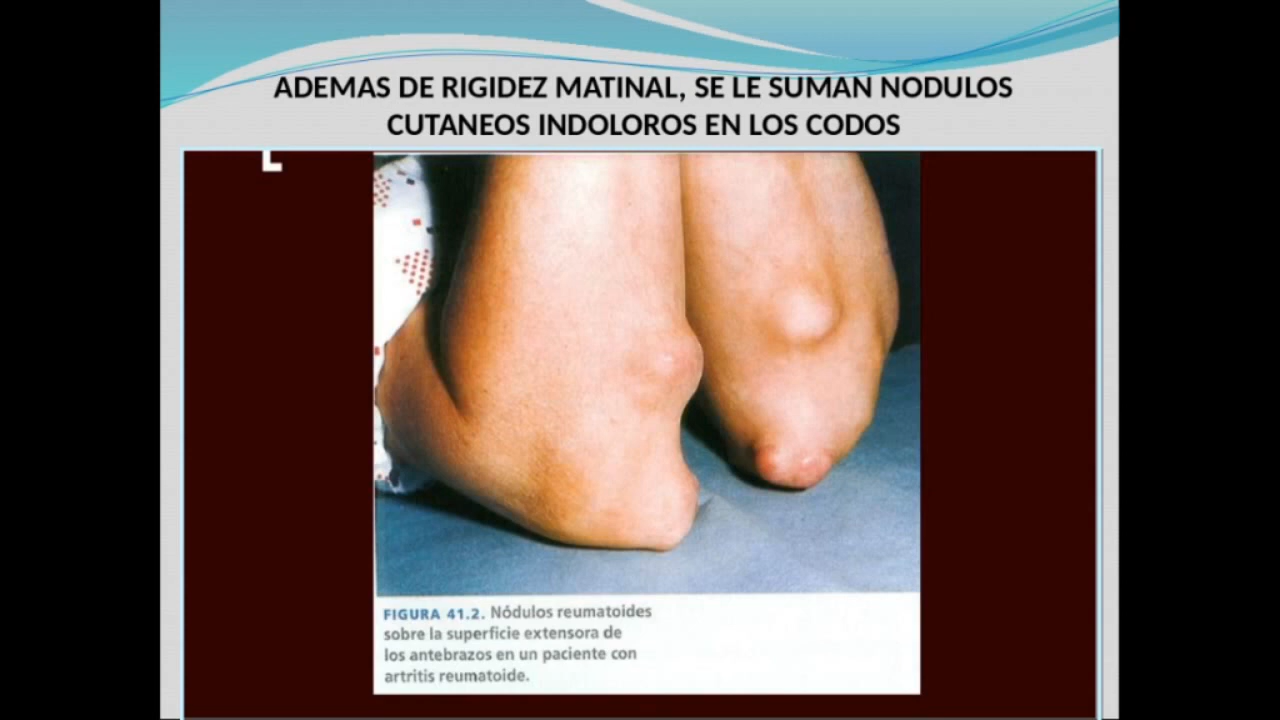 ADEMAS DE RIGIDEZ MATINAL, SE LE SUMAN NODULOS
CUTANEOS INDOLOROS EN LOS CODOS
FIGURA 41.2. Nódulos reumatoides
sobre la superficie extensora de
los antebrazos en un paciente con
artritis reumatoide.